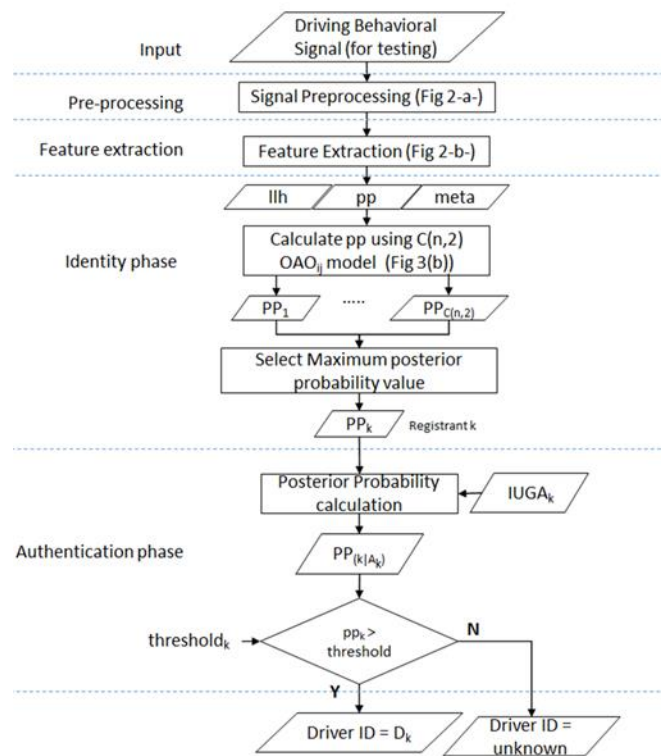 Driving Behavioral
Signal (for testing)
Input
Signal Preprocessing (Fig 2-a-)
Pre-processing
Feature extraction
Feature Extraction (Fig 2-b-)
llh pp meta
Calculate pp using C(n,2)
OAOij model (Fig 3(b))
Identity phase
PP1 ..... PPC(n,2)
Select Maximum posterior
probability value
PPk Registrant k
Posterior Probability
calculation
IUGAk
Authentication phase
PP(k|Ak)
thresholdk
ppk >
threshold
N
Y
Driver ID = Dk
Driver ID =
unknown